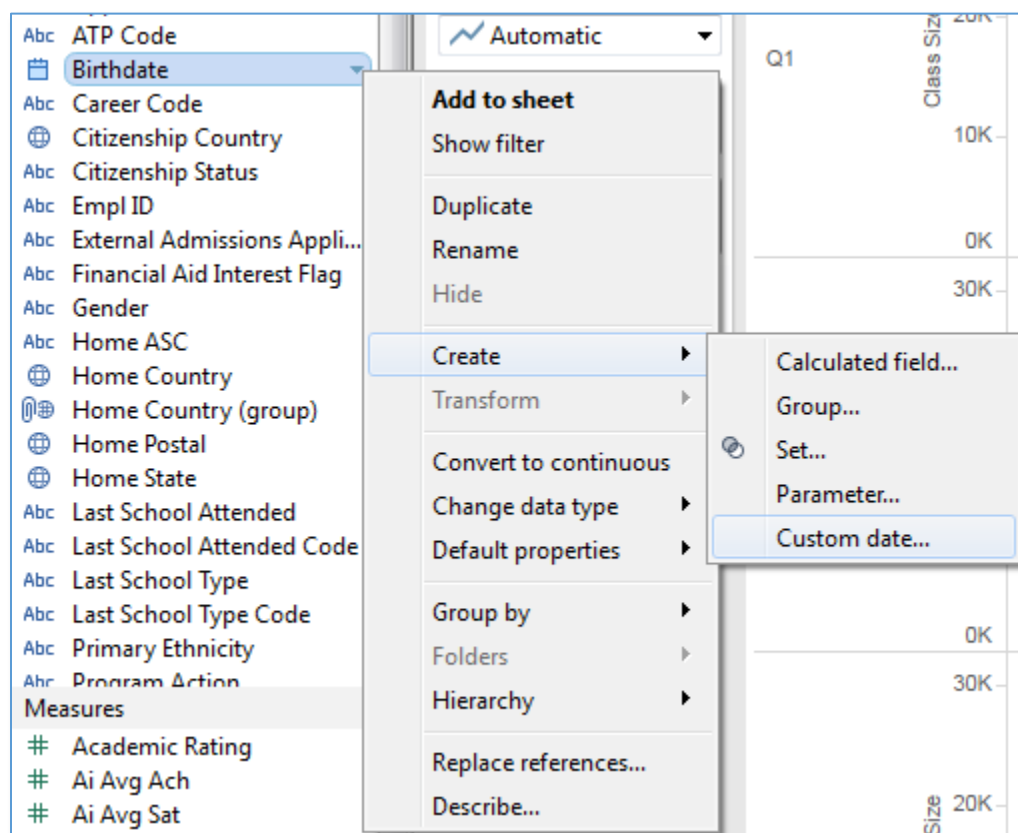 Abc ATP Code
Birthdate
Abc Career Code
Citizenship Country
Abc Citizenship Status
Abc Empl ID
Abc External Admissions Appli...
Abc Financial Aid Interest Flag
Abc Gender
Abc Home ASC
Home Country
Home Country (group)
Home Postal
Home State
Abc Last School Attended
Abc Last School Attended Code
Abc Last School Type
Abc Last School Type Code
Abc Primary Ethnicity
Abc Program Action
Measures
# Academic Rating
# Ai Avg Ach
# Ai Avg Sat
Automatic
Add to sheet
Show filter
Duplicate
Rename
Hide
Create
Transform
Convert to continuous
Change data type
Default properties
Group by
Folders
Hierarchy
Replace references...
Describe...
Calculated field...
Group...
Set...
Parameter...
Custom date...
Q1
Class Size
20K
10K
0K
30K
0K
30K
20K
Size